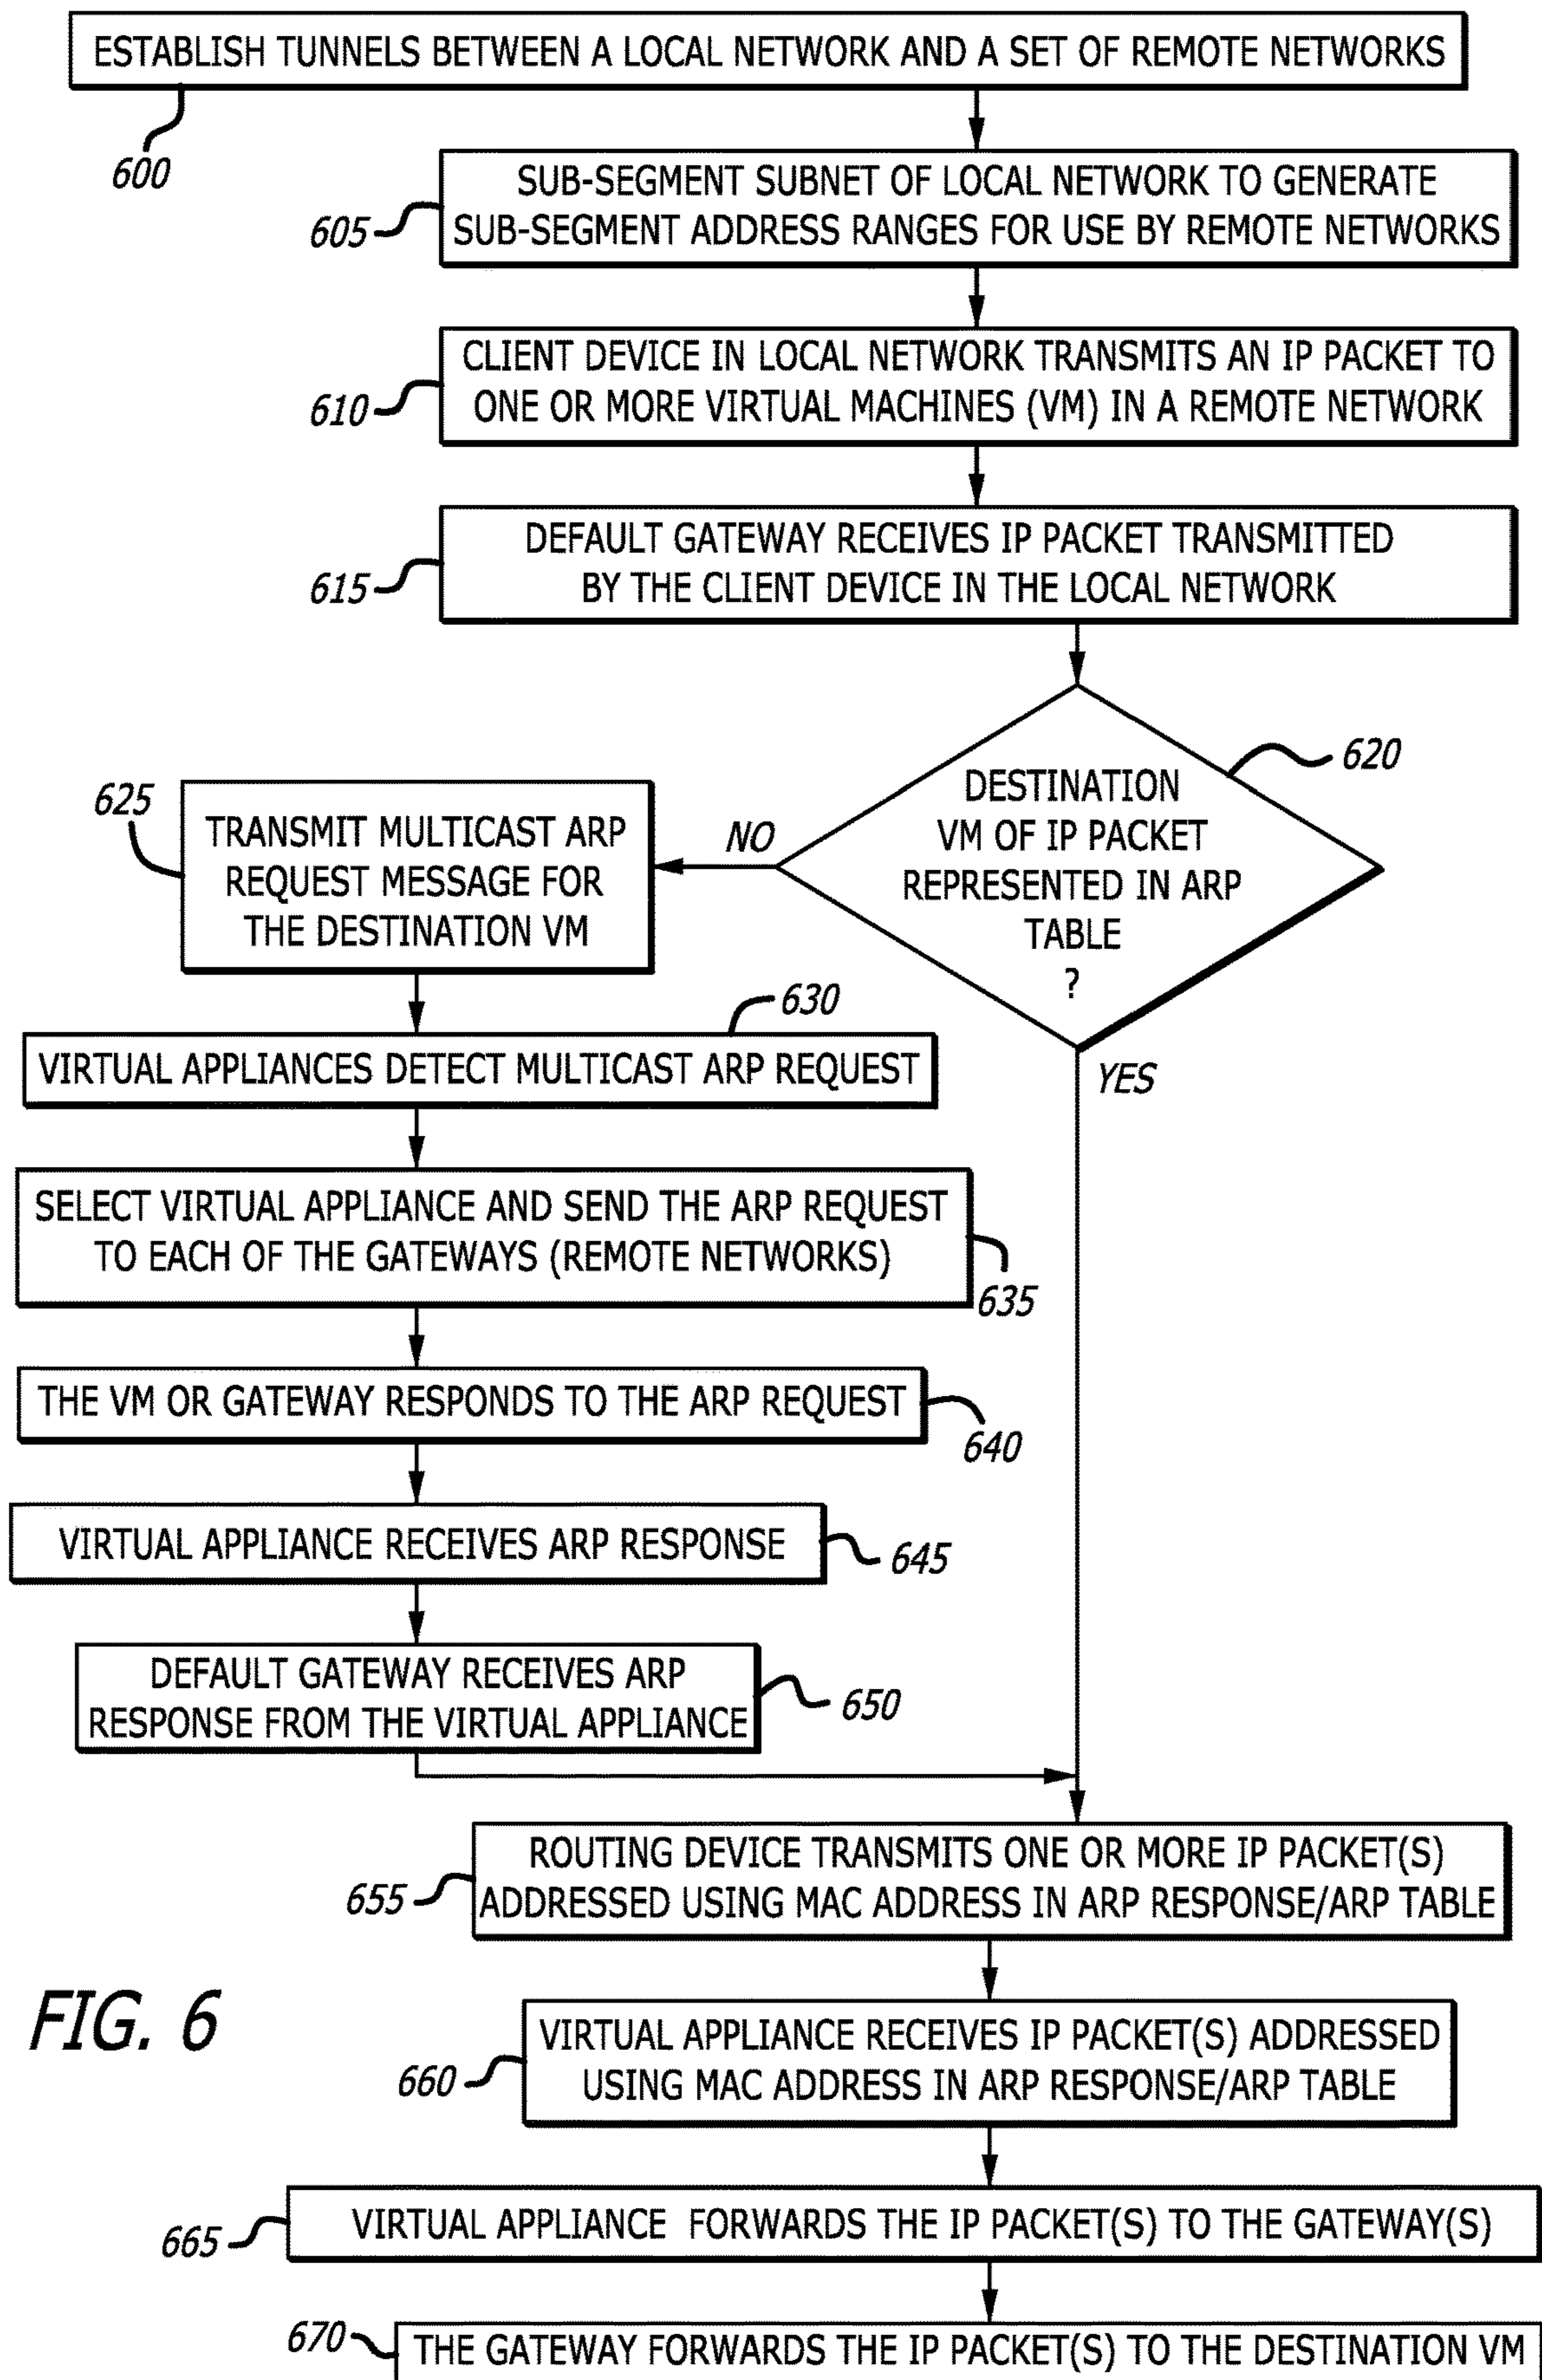 ESTABLISH TUNNELS BETWEEN A LOCAL NETWORK AND A SET OF REMOTE NETWORKS
600
SUB-SEGMENT SUBNET OF LOCAL NETWORK TO GENERATE
SUB-SEGMENT ADDRESS RANGES FOR USE BY REMOTE NETWORKS
605
CLIENT DEVICE IN LOCAL NETWORK TRANSMITS AN IP PACKET TO
ONE OR MORE VIRTUAL MACHINES (VM) IN A REMOTE NETWORK
610
DEFAULT GATEWAY RECEIVES IP PACKET TRANSMITTED
BY THE CLIENT DEVICE IN THE LOCAL NETWORK
615
DESTINATION
VM OF IP PACKET
REPRESENTED IN ARP
TABLE
?
620
NO
YES
625
TRANSMIT MULTICAST ARP
REQUEST MESSAGE FOR
THE DESTINATION VM
630
VIRTUAL APPLIANCES DETECT MULTICAST ARP REQUEST
SELECT VIRTUAL APPLIANCE AND SEND THE ARP REQUEST
TO EACH OF THE GATEWAYS (REMOTE NETWORKS)
635
THE VM OR GATEWAY RESPONDS TO THE ARP REQUEST
640
VIRTUAL APPLIANCE RECEIVES ARP RESPONSE
645
DEFAULT GATEWAY RECEIVES ARP
RESPONSE FROM THE VIRTUAL APPLIANCE
650
ROUTING DEVICE TRANSMITS ONE OR MORE IP PACKET(S)
ADDRESSED USING MAC ADDRESS IN ARP RESPONSE/ARP TABLE
655
FIG. 6
VIRTUAL APPLIANCE RECEIVES IP PACKET(S) ADDRESSED
USING MAC ADDRESS IN ARP RESPONSE/ARP TABLE
660
VIRTUAL APPLIANCE FORWARDS THE IP PACKET(S) TO THE GATEWAY(S)
665
670
THE GATEWAY FORWARDS THE IP PACKET(S) TO THE DESTINATION VM